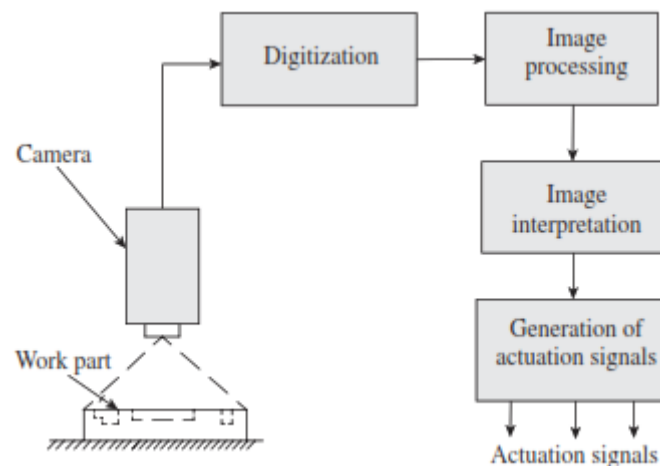 Digitization
Image
processing
Camera
Image
interpretation
Generation of
actuation signals
Work part
Actuation signals